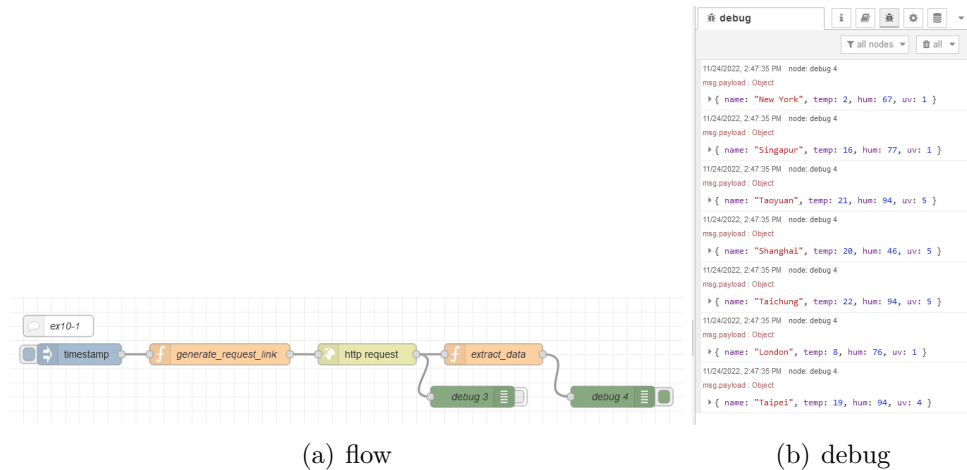 debug
i
all nodes
all
11/24/2022, 2:47:35 PM node: debug 4
msg.payload : Object
{ name: "New York", temp: 2, hum: 67, uv: 1 }
11/24/2022, 2:47:35 PM node: debug 4
msg.payload : Object
{ name: "Singapur", temp: 16, hum: 77, uv: 1 }
11/24/2022, 2:47:35 PM node: debug 4
msg.payload : Object
{ name: "Taoyuan", temp: 21, hum: 94, uv: 5 }
11/24/2022, 2:47:35 PM node: debug 4
msg.payload : Object
{ name: "Shanghai", temp: 20, hum: 46, uv: 5 }
11/24/2022, 2:47:35 PM node: debug 4
msg.payload : Object
{ name: "Taichung", temp: 22, hum: 94, uv: 5 }
11/24/2022, 2:47:35 PM node: debug 4
msg.payload : Object
{ name: "London", temp: 8, hum: 76, uv: 1 }
11/24/2022, 2:47:35 PM node: debug 4
msg.payload : Object
{ name: "Taipei", temp: 19, hum: 94, uv: 4 }
ex10-1
timestamp
f generate_request_link
http request
f extract_data
debug 3
debug 4
(a) flow
(b) debug